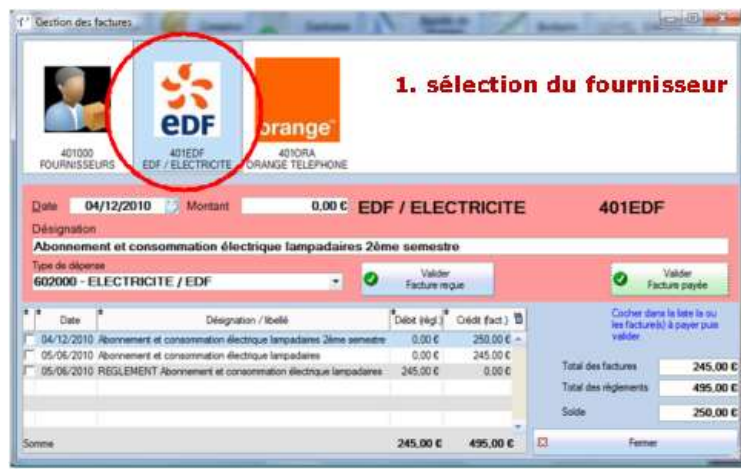 Gestion des factures
1. sélection du fournisseur
eDF
orange
401000
FOURNISSEURS
401EDF
EDF / ELECTRICITE
401ORA
ORANGE TELEPHONE
Date 04/12/2010 Montant 0,00 € EDF / ELECTRICITE 401EDF
Désignation
Abonnement et consommation électrique lampadaires 2ème semestre
Type de dépense
602000 - ELECTRICITE / EDF
Valider
Facture reçue
Valider
Facture payée
Date Désignation / libellé Débit (régl.) Crédit (fact.)
04/12/2010 Abonnement et consommation électrique lampadaires 2ème semestre 0,00 € 250,00 €
05/06/2010 Abonnement et consommation électrique lampadaires 0,00 € 245,00 €
05/06/2010 REGLEMENT Abonnement et consommation électrique lampadaires 245,00 € 0,00 €
Somme 245,00 € 495,00 €
Cocher dans la liste la ou
les facture(s) à payer puis
valider
Total des factures 245,00 €
Total des règlements 495,00 €
Solde 250,00 €
Fermer